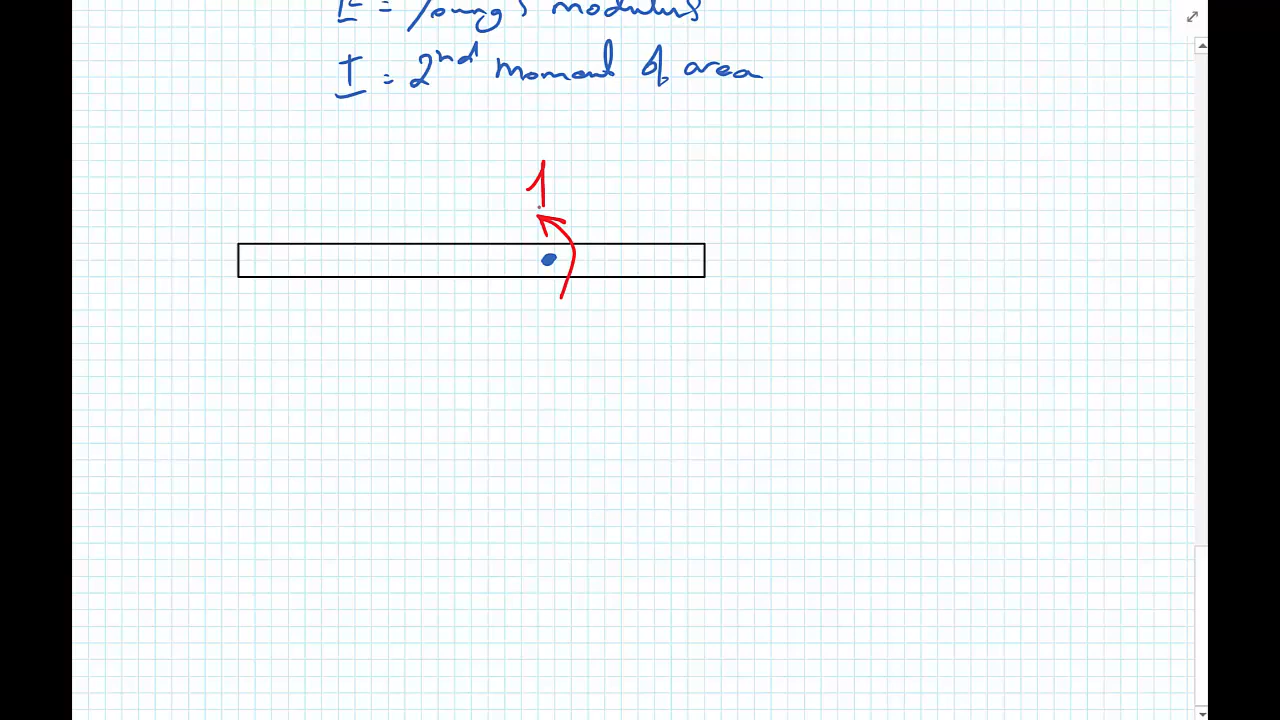 E = Young's modulus
I = 2nd moment of area
1